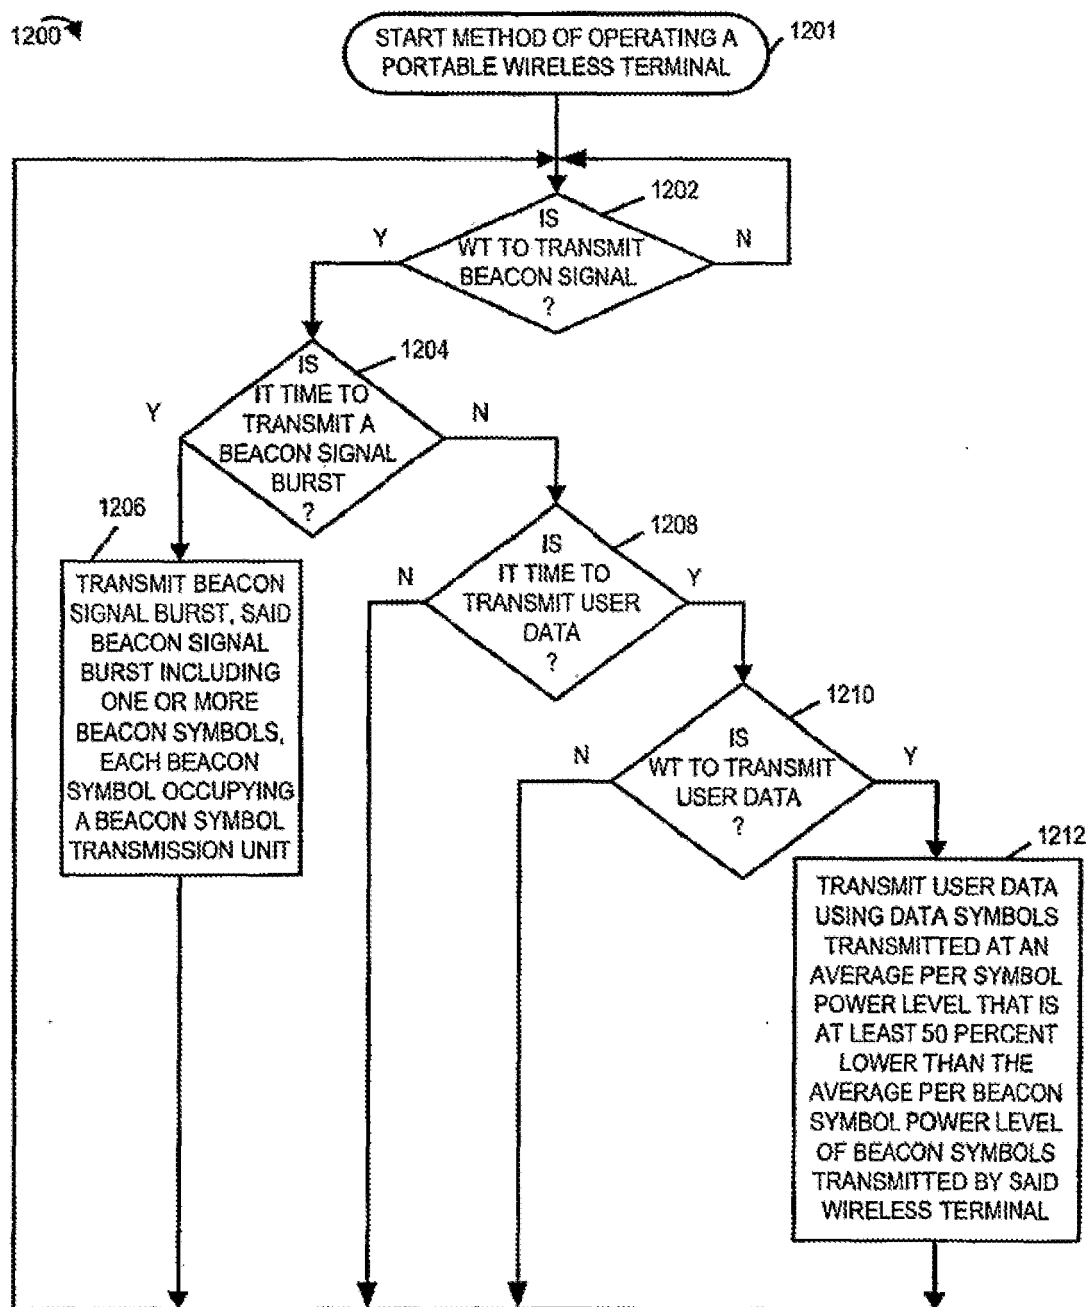 1200
START METHOD OF OPERATING A
PORTABLE WIRELESS TERMINAL
1201
1202
IS
WT TO TRANSMIT
BEACON SIGNAL
?
Y
N
1204
IS
IT TIME TO
TRANSMIT A
BEACON SIGNAL
BURST
?
Y
N
1206
TRANSMIT BEACON
SIGNAL BURST, SAID
BEACON SIGNAL
BURST INCLUDING
ONE OR MORE
BEACON SYMBOLS,
EACH BEACON
SYMBOL OCCUPYING
A BEACON SYMBOL
TRANSMISSION UNIT
1208
IS
IT TIME TO
TRANSMIT USER
DATA
?
N
Y
1210
IS
WT TO TRANSMIT
USER DATA
?
N
Y
1212
TRANSMIT USER DATA
USING DATA SYMBOLS
TRANSMITTED AT AN
AVERAGE PER SYMBOL
POWER LEVEL THAT IS
AT LEAST 50 PERCENT
LOWER THAN THE
AVERAGE PER BEACON
SYMBOL POWER LEVEL
OF BEACON SYMBOLS
TRANSMITTED BY SAID
WIRELESS TERMINAL